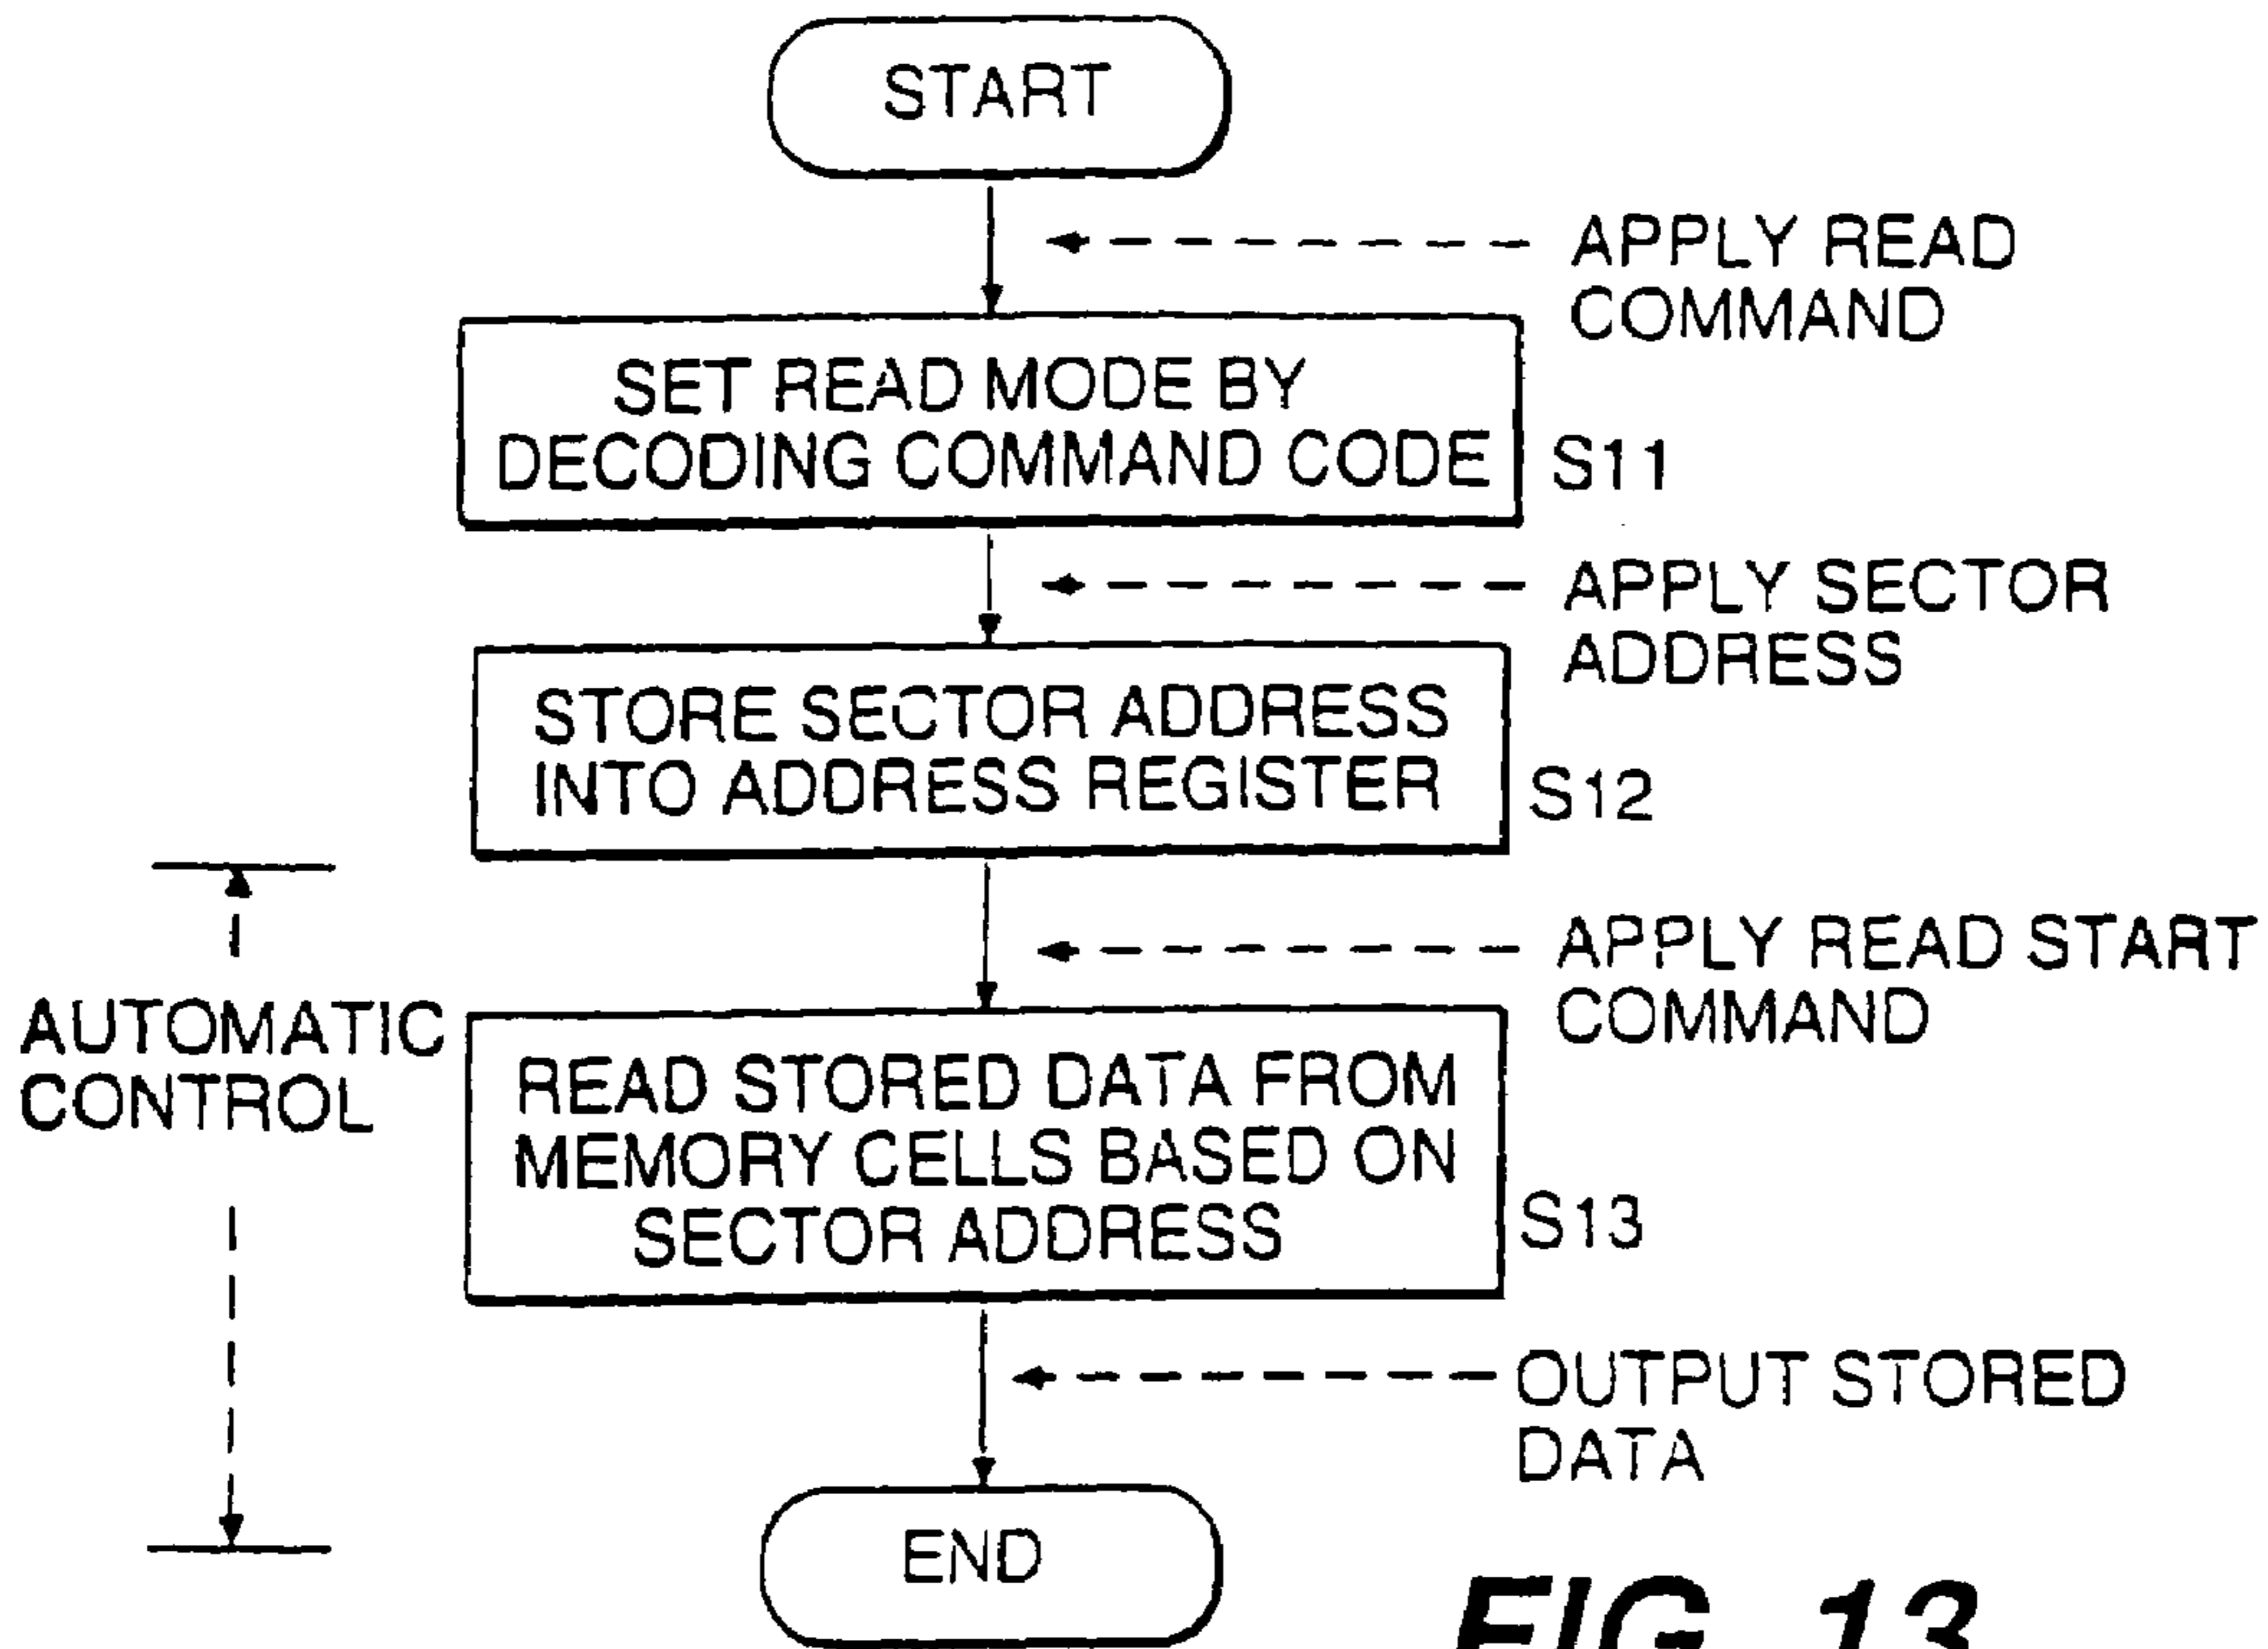 START
APPLY READ
COMMAND
SET READ MODE BY
DECODING COMMAND CODE
S11
APPLY SECTOR
ADDRESS
STORE SECTOR ADDRESS
INTO ADDRESS REGISTER
S12
APPLY READ START
COMMAND
AUTOMATIC
CONTROL
READ STORED DATA FROM
MEMORY CELLS BASED ON
SECTOR ADDRESS
S13
OUTPUT STORED
DATA
END
FIG. 13